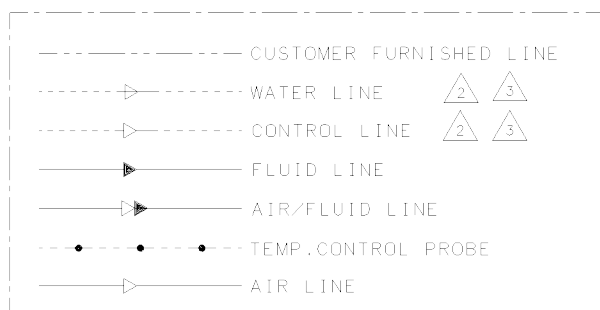 CUSTOMER FURNISHED LINE
WATER LINE 2 3
CONTROL LINE 2 3
FLUID LINE
AIR/FLUID LINE
TEMP.CONTROL PROBE
AIR LINE